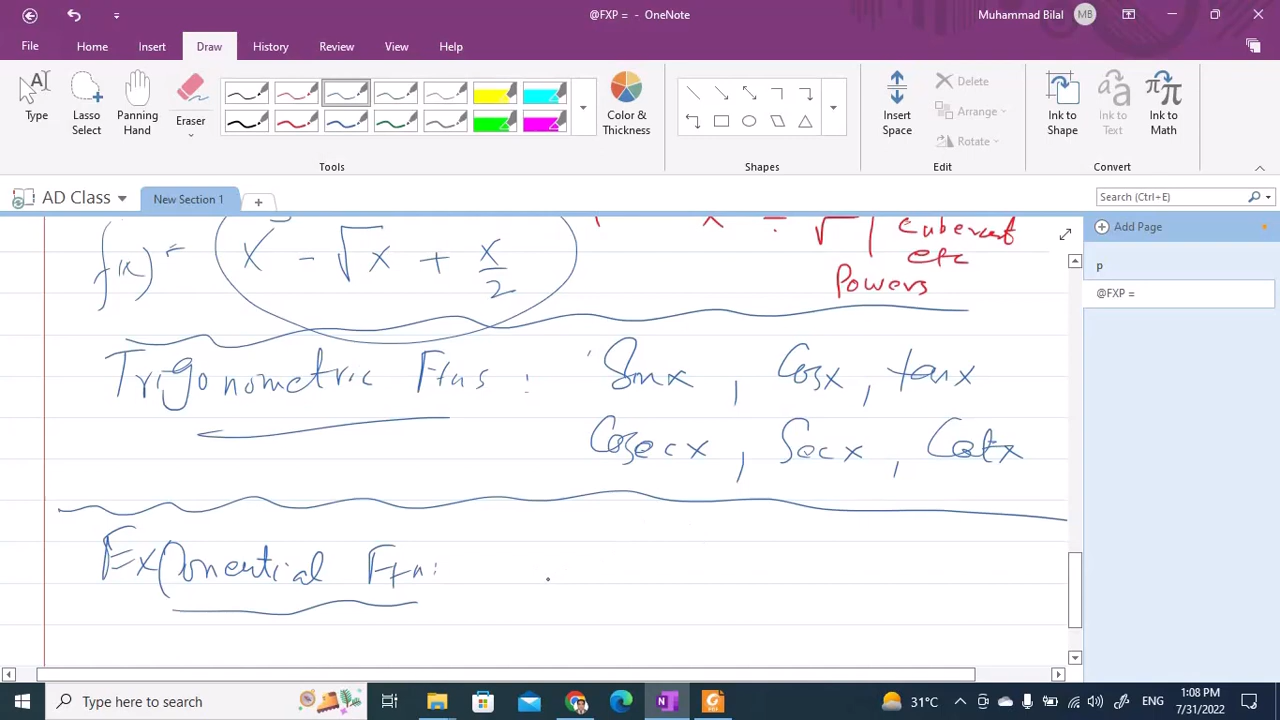 @FXP = - OneNote
Muhammad Bilal MB
File Home Insert Draw History Review View Help
Type Lasso Select Panning Hand Eraser Color & Thickness Insert Space Delete Arrange Rotate Ink to Shape Ink to Text Ink to Math
Tools Shapes Edit Convert
AD Class New Section 1 + Search (Ctrl+E)
Add Page
p
@FXP =
f(x) = x - √x + x/2
x ÷ √ | Cuberoot
etc
Powers
Trigonometric Ffns : Sinx , Cosx , tanx
Cosecx , Secx , Cotx
Exponential Ffn:
Type here to search
31°C ENG 1:08 PM
7/31/2022